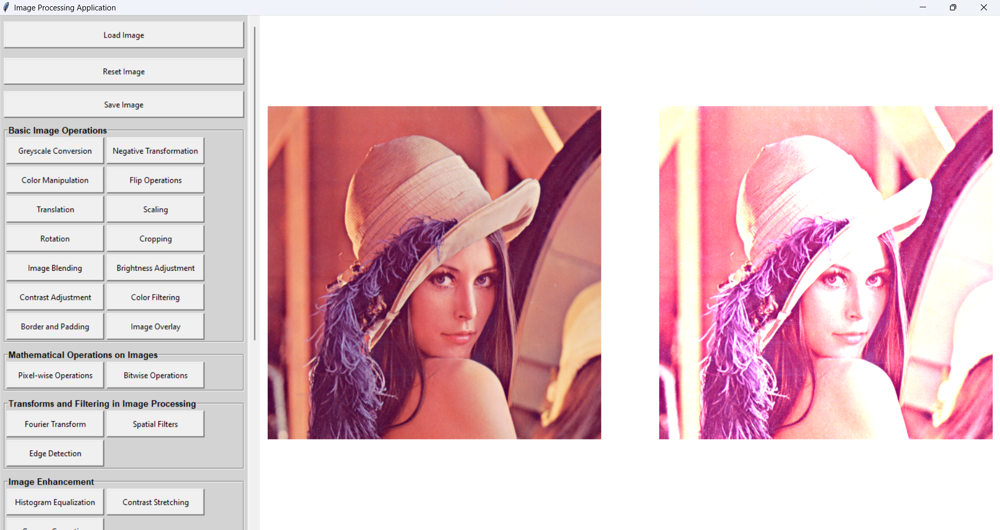 Image Processing Application
Load Image
Reset Image
Save Image
Basic Image Operations
Greyscale Conversion
Negative Transformation
Color Manipulation
Flip Operations
Translation
Scaling
Rotation
Cropping
Image Blending
Brightness Adjustment
Contrast Adjustment
Color Filtering
Border and Padding
Image Overlay
Mathematical Operations on Images
Pixel-wise Operations
Bitwise Operations
Transforms and Filtering in Image Processing
Fourier Transform
Spatial Filters
Edge Detection
Image Enhancement
Histogram Equalization
Contrast Stretching